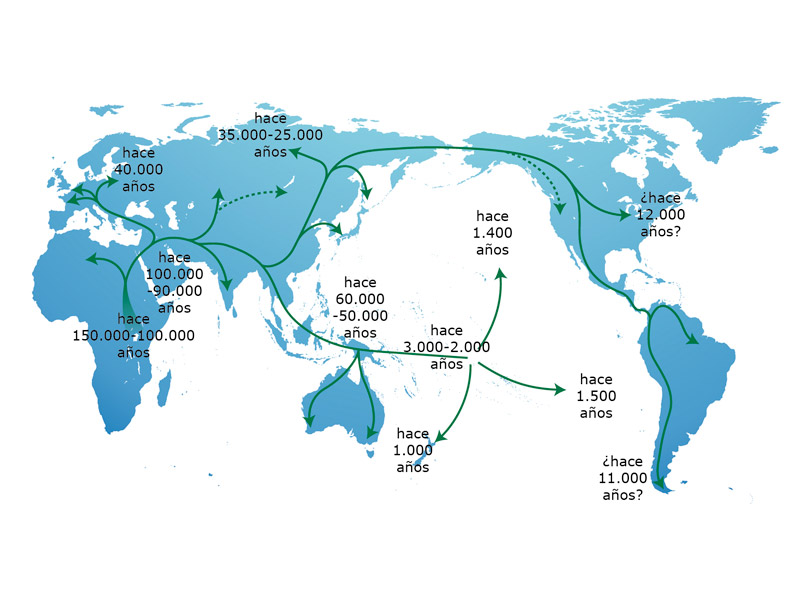 hace
35.000-25.000
años
hace
40.000
años
¿hace
12.000
años?
hace
1.400
años
hace
100.000
-90.000
años
hace
60.000
-50.000
años
hace
150.000-100.000
años
hace
3.000-2.000
años
hace
1.500
años
hace
1.000
años
¿hace
11.000
años?